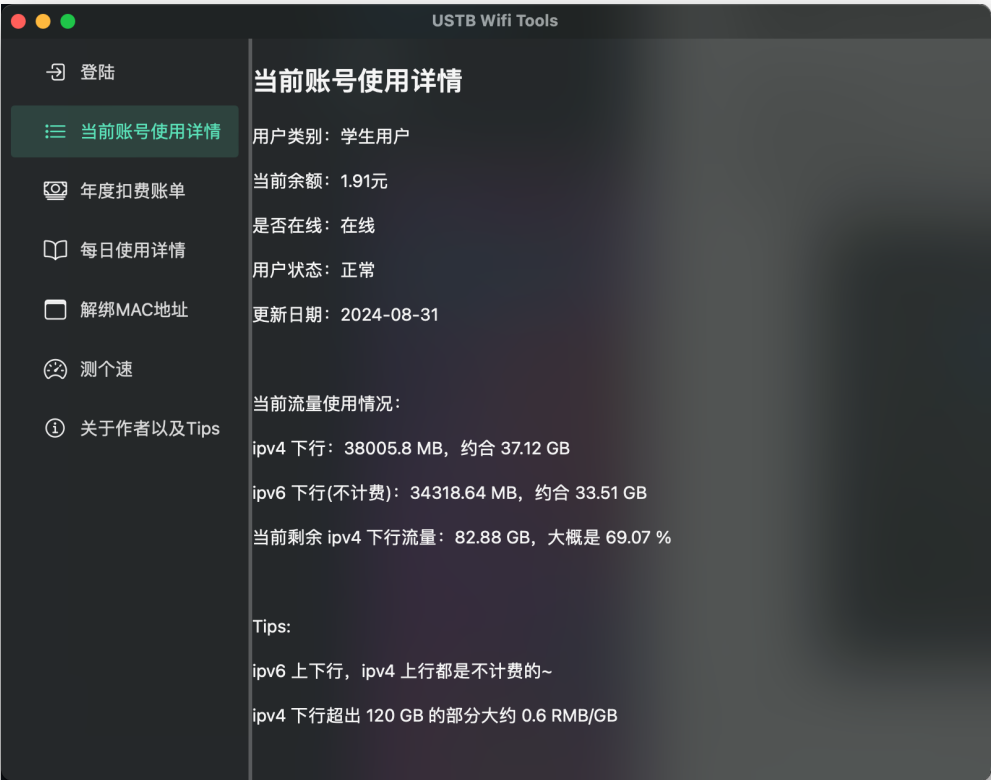 USTB Wifi Tools
登陆
当前账号使用详情
年度扣费账单
每日使用详情
解绑MAC地址
测个速
关于作者以及Tips
当前账号使用详情
用户类别：学生用户
当前余额：1.91元
是否在线：在线
用户状态：正常
更新日期：2024-08-31
当前流量使用情况：
ipv4 下行：38005.8 MB，约合 37.12 GB
ipv6 下行(不计费)：34318.64 MB，约合 33.51 GB
当前剩余 ipv4 下行流量：82.88 GB，大概是 69.07 %
Tips:
ipv6 上下行，ipv4 上行都是不计费的~
ipv4 下行超出 120 GB 的部分大约 0.6 RMB/GB